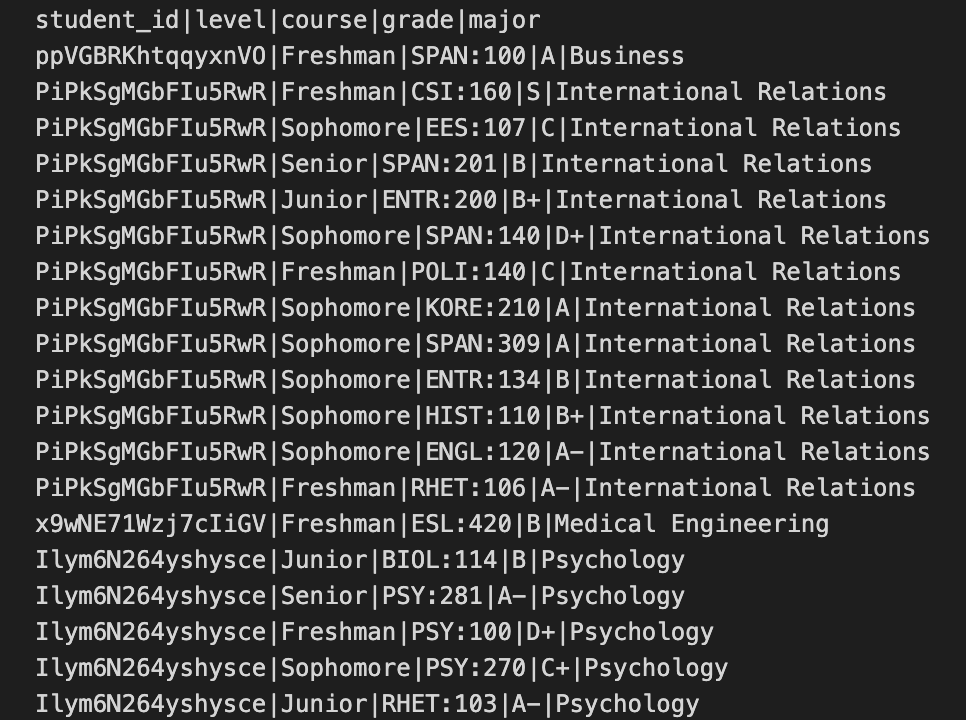 student_id|level|course|grade|major
ppVGBRKhtqqyxnVO|Freshman|SPAN:100|A|Business
PiPkSgMGbFIu5RwR|Freshman|CSI:160|S|International Relations
PiPkSgMGbFIu5RwR|Sophomore|EES:107|C|International Relations
PiPkSgMGbFIu5RwR|Senior|SPAN:201|B|International Relations
PiPkSgMGbFIu5RwR|Junior|ENTR:200|B+|International Relations
PiPkSgMGbFIu5RwR|Sophomore|SPAN:140|D+|International Relations
PiPkSgMGbFIu5RwR|Freshman|POLI:140|C|International Relations
PiPkSgMGbFIu5RwR|Sophomore|KORE:210|A|International Relations
PiPkSgMGbFIu5RwR|Sophomore|SPAN:309|A|International Relations
PiPkSgMGbFIu5RwR|Sophomore|ENTR:134|B|International Relations
PiPkSgMGbFIu5RwR|Sophomore|HIST:110|B+|International Relations
PiPkSgMGbFIu5RwR|Sophomore|ENGL:120|A-|International Relations
PiPkSgMGbFIu5RwR|Freshman|RHET:106|A-|International Relations
x9wNE71Wzj7cIiGV|Freshman|ESL:420|B|Medical Engineering
Ilym6N264yshysce|Junior|BIOL:114|B|Psychology
Ilym6N264yshysce|Senior|PSY:281|A-|Psychology
Ilym6N264yshysce|Freshman|PSY:100|D+|Psychology
Ilym6N264yshysce|Sophomore|PSY:270|C+|Psychology
Ilym6N264yshysce|Junior|RHET:103|A-|Psychology